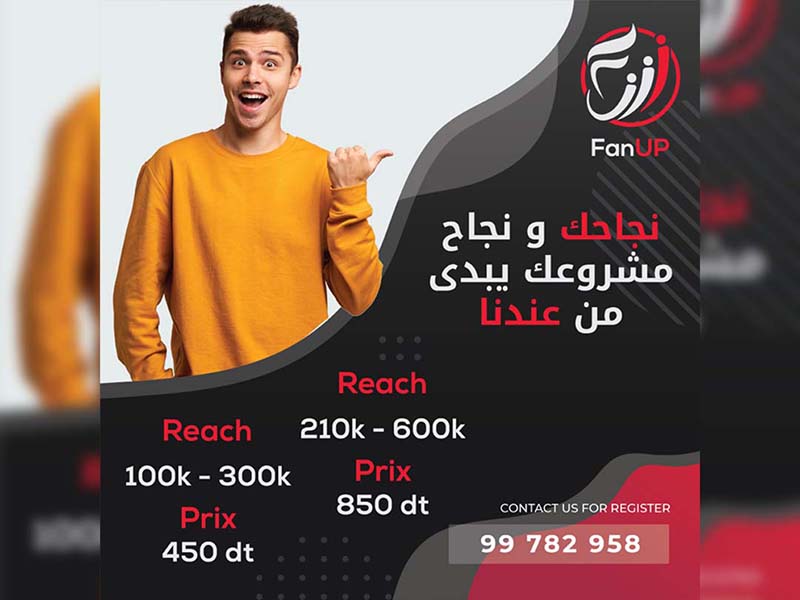 FanUP
نجاحك و نجاح
مشروعك يبدى
من عندنا
Reach
210k - 600k
Prix
850 dt
Reach
100k - 300k
Prix
450 dt
CONTACT US FOR REGISTER
99 782 958